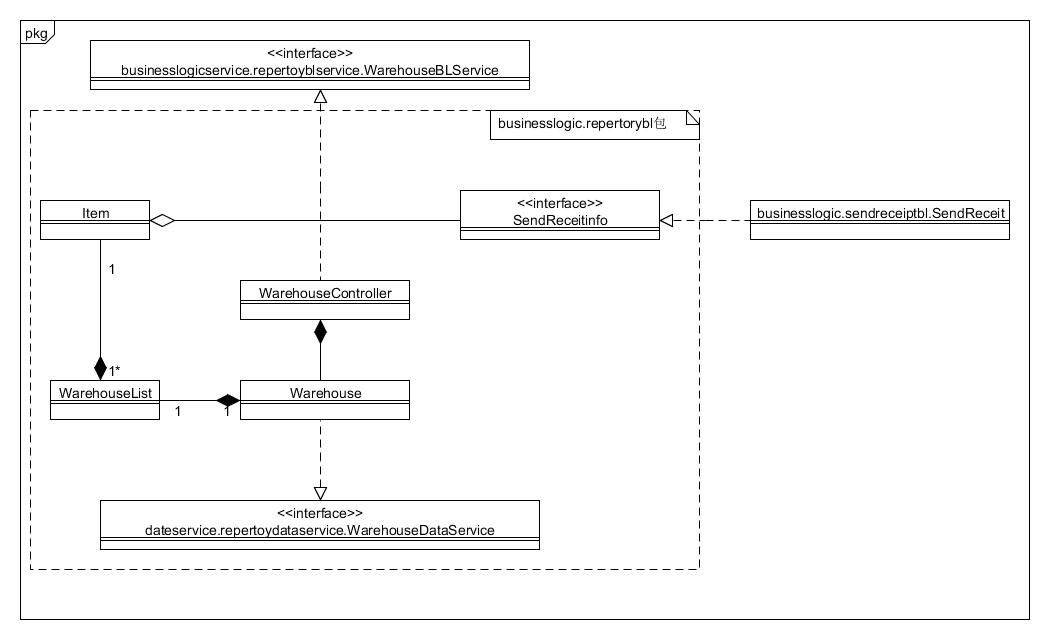 pkg
<<interface>>
businesslogicservice.repertoyblservice.WarehouseBLService
businesslogic.repertorybl包
Item
<<interface>>
SendReceitinfo
businesslogic.sendreceiptbl.SendReceit
1
WarehouseController
1*
WarehouseList
Warehouse
1
1
<<interface>>
dateservice.repertoydataservice.WarehouseDataService